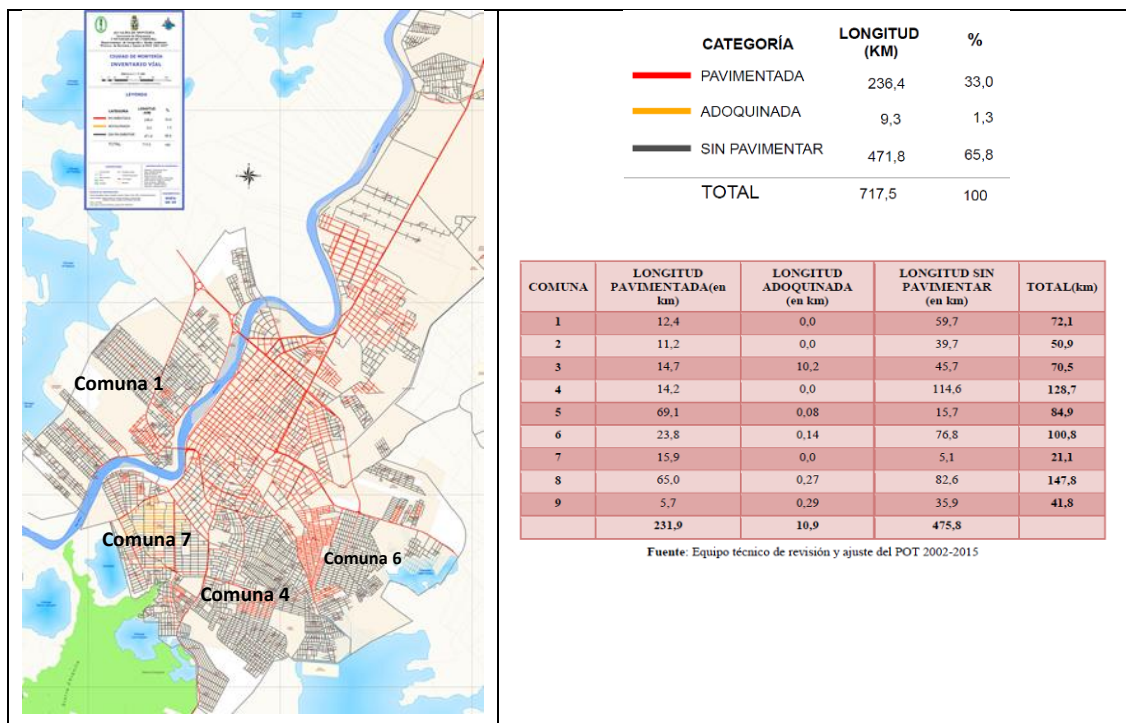 CIUDAD DE MONTERÍA
INVENTARIO VIAL
LEYENDA
Comuna 1
Comuna 7
Comuna 6
Comuna 4
CATEGORÍA LONGITUD (KM) %
PAVIMENTADA 236,4 33,0
ADOQUINADA 9,3 1,3
SIN PAVIMENTAR 471,8 65,8
TOTAL 717,5 100
COMUNA LONGITUD PAVIMENTADA(en km) LONGITUD ADOQUINADA (en km) LONGITUD SIN PAVIMENTAR (en km) TOTAL(km)
1 12,4 0,0 59,7 72,1
2 11,2 0,0 39,7 50,9
3 14,7 10,2 45,7 70,5
4 14,2 0,0 114,6 128,7
5 69,1 0,08 15,7 84,9
6 23,8 0,14 76,8 100,8
7 15,9 0,0 5,1 21,1
8 65,0 0,27 82,6 147,8
9 5,7 0,29 35,9 41,8
231,9 10,9 475,8
Fuente: Equipo técnico de revisión y ajuste del POT 2002-2015